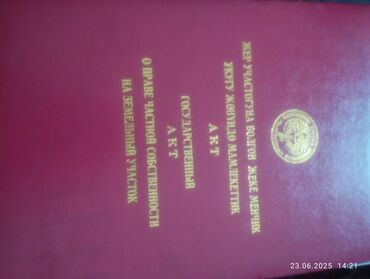 ЖЕР УЧАСТОГУНА БОЛГОН ЖЕКЕ МЕНЧИК
УКУГУ ЖӨНҮНДӨ МАМЛЕКЕТТИК
АКТ
ГОСУДАРСТВЕННЫЙ
АКТ
О ПРАВЕ ЧАСТНОЙ СОБСТВЕННОСТИ
НА ЗЕМЕЛЬНЫЙ УЧАСТОК
23.06.2025 14:21